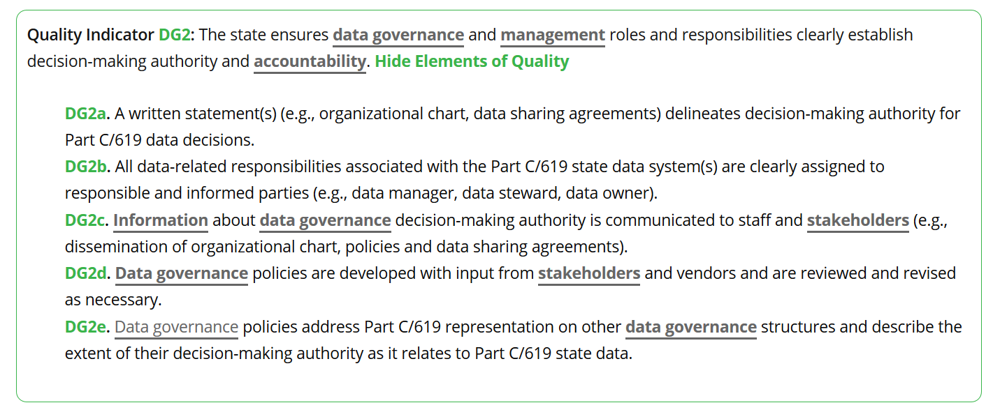 Quality Indicator DG2: The state ensures data governance and management roles and responsibilities clearly establish
decision-making authority and accountability. Hide Elements of Quality
DG2a. A written statement(s) (e.g., organizational chart, data sharing agreements) delineates decision-making authority for
Part C/619 data decisions.
DG2b. All data-related responsibilities associated with the Part C/619 state data system(s) are clearly assigned to
responsible and informed parties (e.g., data manager, data steward, data owner).
DG2c. Information about data governance decision-making authority is communicated to staff and stakeholders (e.g.,
dissemination of organizational chart, policies and data sharing agreements).
DG2d. Data governance policies are developed with input from stakeholders and vendors and are reviewed and revised
as necessary.
DG2e. Data governance policies address Part C/619 representation on other data governance structures and describe the
extent of their decision-making authority as it relates to Part C/619 state data.